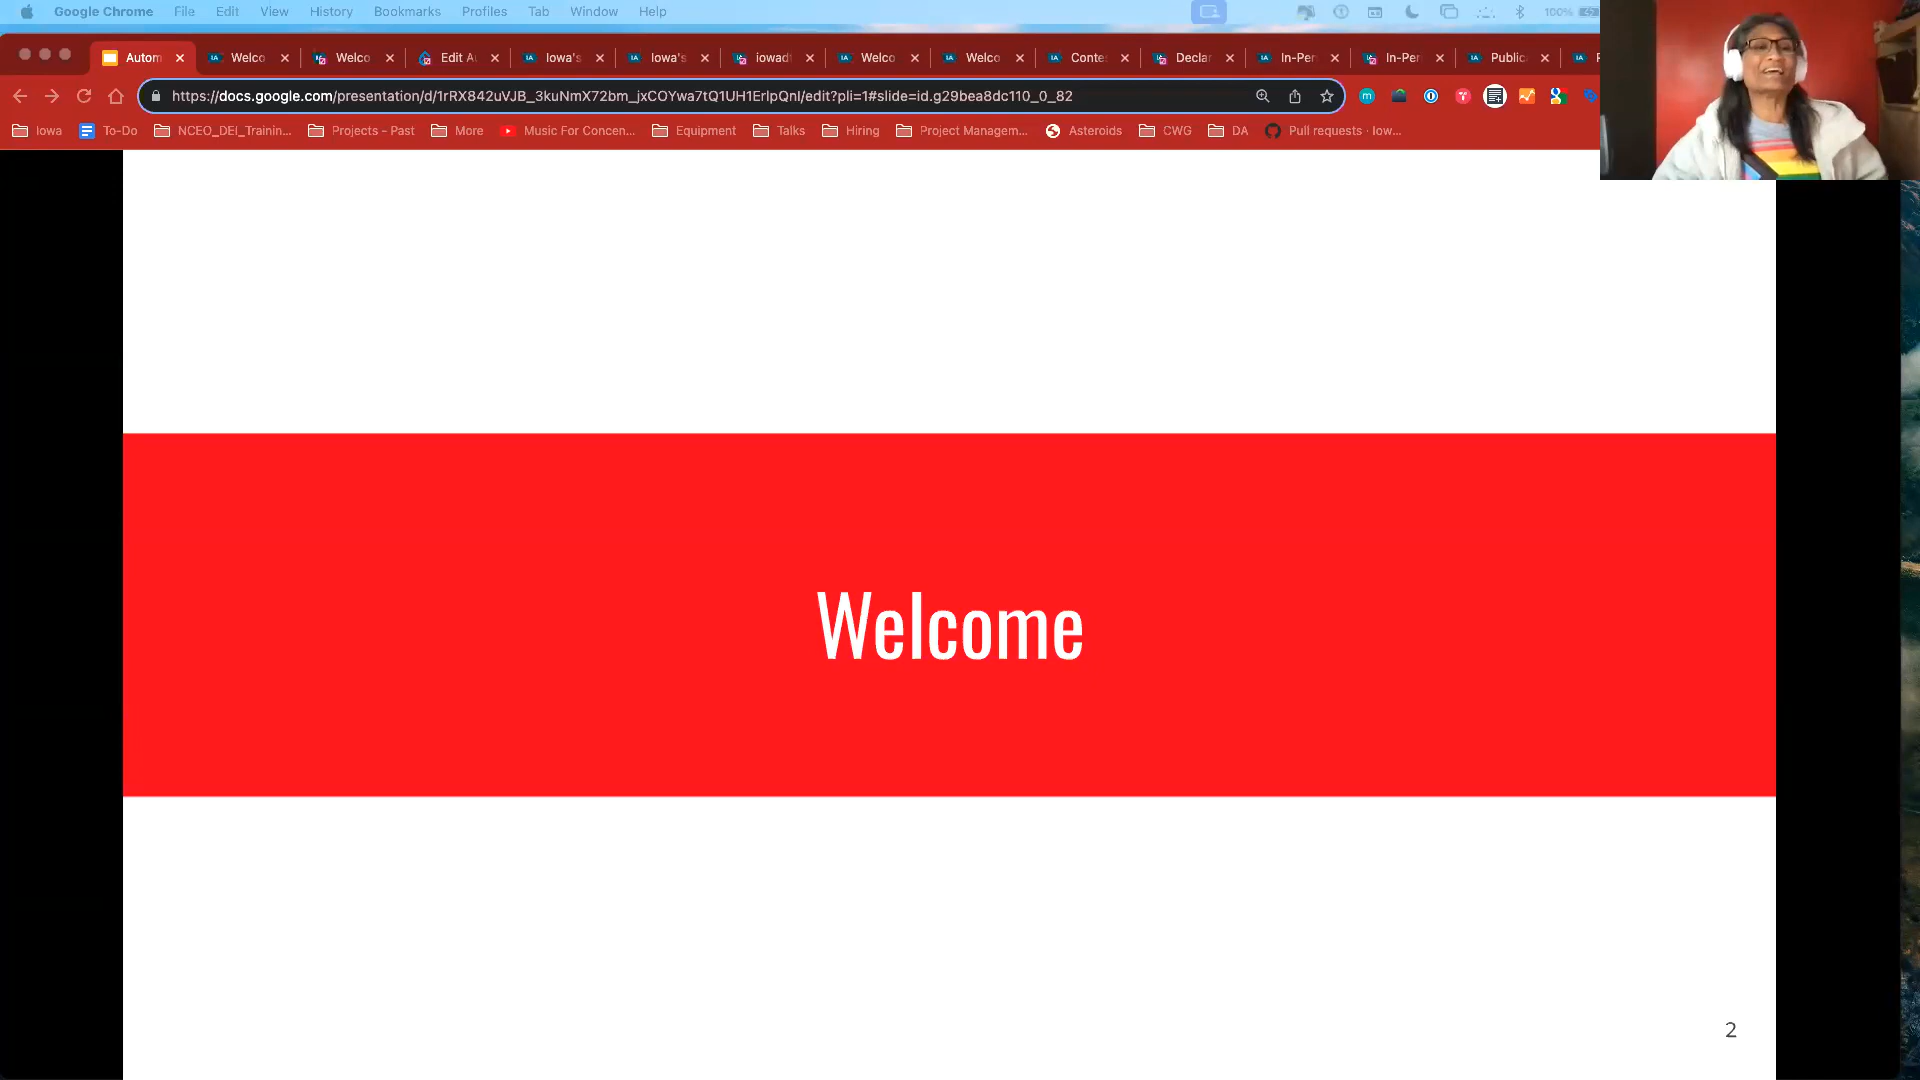 Google Chrome File Edit View History Bookmarks Profiles Tab Window Help 100%
Autom Welco Welco Edit Au Iowa's Iowa's iowad Welco Welco Conte Declar In-Per In-Per Public
https://docs.google.com/presentation/d/1rRX842uVJB_3kuNmX72bm_jxCOYwa7tQ1UH1ErlpQnI/edit?pli=1#slide=id.g29bea8dc110_0_82
Iowa To-Do NCEO_DEI_Trainin... Projects - Past More Music For Concen... Equipment Talks Hiring Project Managem... Asteroids CWG DA Pull requests · Iow...
Welcome
2